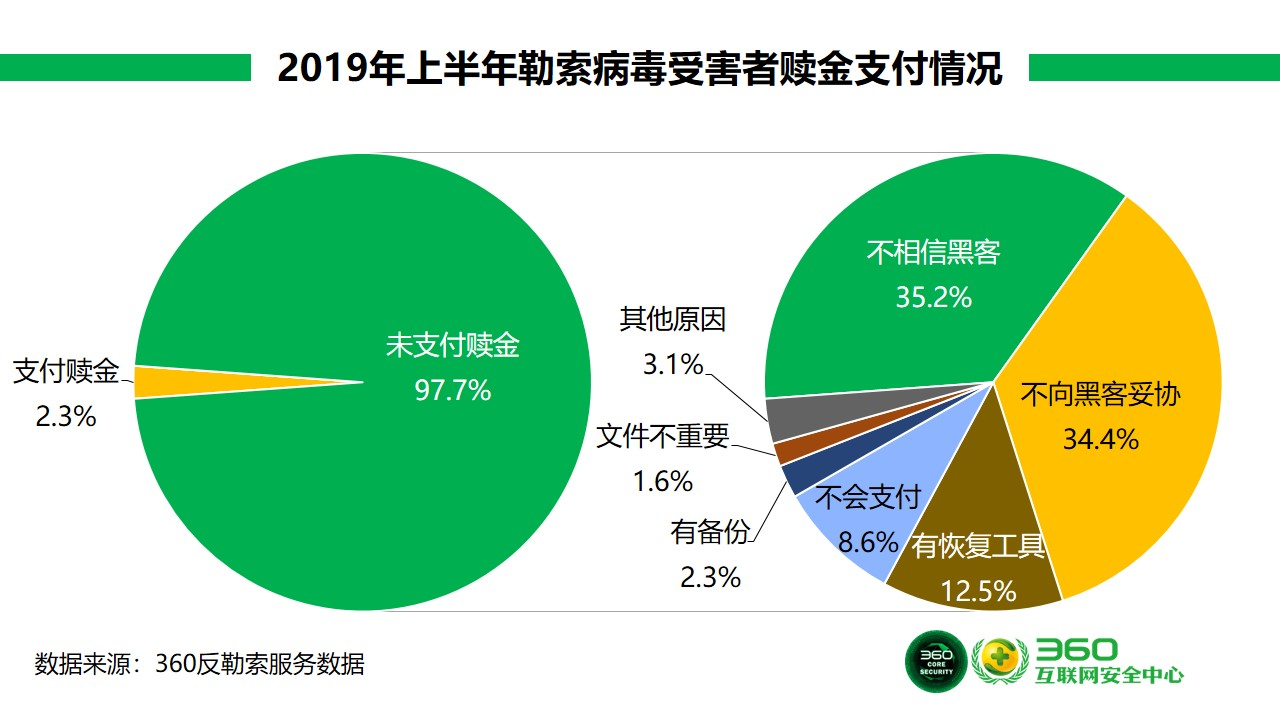 2019年上半年勒索病毒受害者赎金支付情况
支付赎金
2.3%
未支付赎金
97.7%
不相信黑客
35.2%
不向黑客妥协
34.4%
有恢复工具
12.5%
不会支付
8.6%
有备份
2.3%
文件不重要
1.6%
其他原因
3.1%
数据来源：360反勒索服务数据
360
CORE
SECURITY
360
互联网安全中心